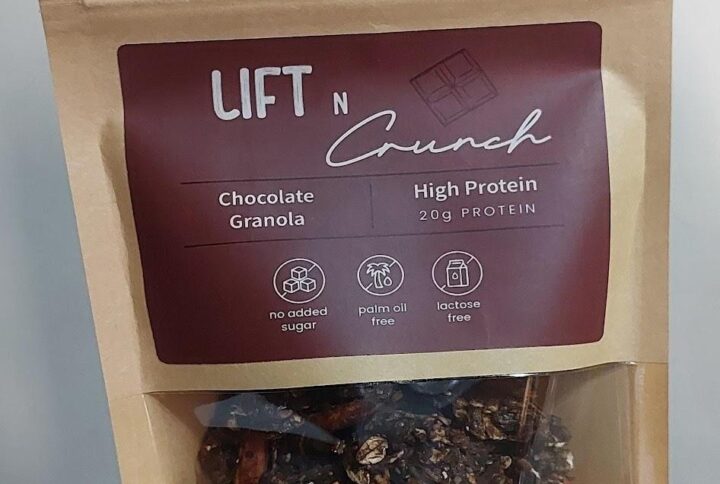 LIFT N
Crunch
Chocolate
Granola
High Protein
20g PROTEIN
no added
sugar
palm oil
free
lactose
free